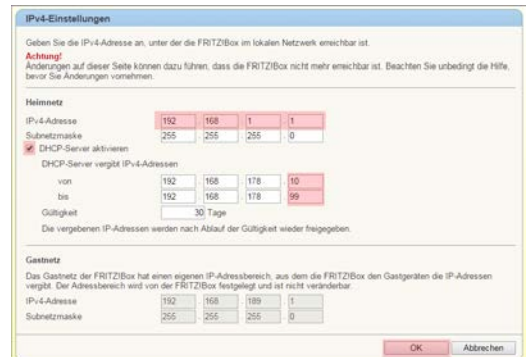 IPv4-Einstellungen
Geben Sie die IPv4-Adresse an, unter der die FRITZ!Box im lokalen Netzwerk erreichbar ist.
Achtung!
Änderungen auf dieser Seite können dazu führen, dass die FRITZ!Box nicht mehr erreichbar ist. Beachten Sie unbedingt die Hilfe,
bevor Sie Änderungen vornehmen.
Heimnetz
IPv4-Adresse 192 . 168 . 1 . 1
Subnetzmaske 255 . 255 . 255 . 0
DHCP-Server aktivieren
DHCP-Server vergibt IPv4-Adressen
von 192 . 168 . 178 . 10
bis 192 . 168 . 178 . 99
Gültigkeit 30 Tage
Die vergebenen IP-Adressen werden nach Ablauf der Gültigkeit wieder freigegeben.
Gastnetz
Das Gastnetz der FRITZ!Box hat einen eigenen IP-Adressbereich, aus dem die FRITZ!Box den Gastgeräten die IP-Adressen
vergibt. Der Adressbereich wird von der FRITZ!Box festgelegt und ist nicht veränderbar.
IPv4-Adresse 192 . 168 . 189 . 1
Subnetzmaske 255 . 255 . 255 . 0
OK Abbrechen